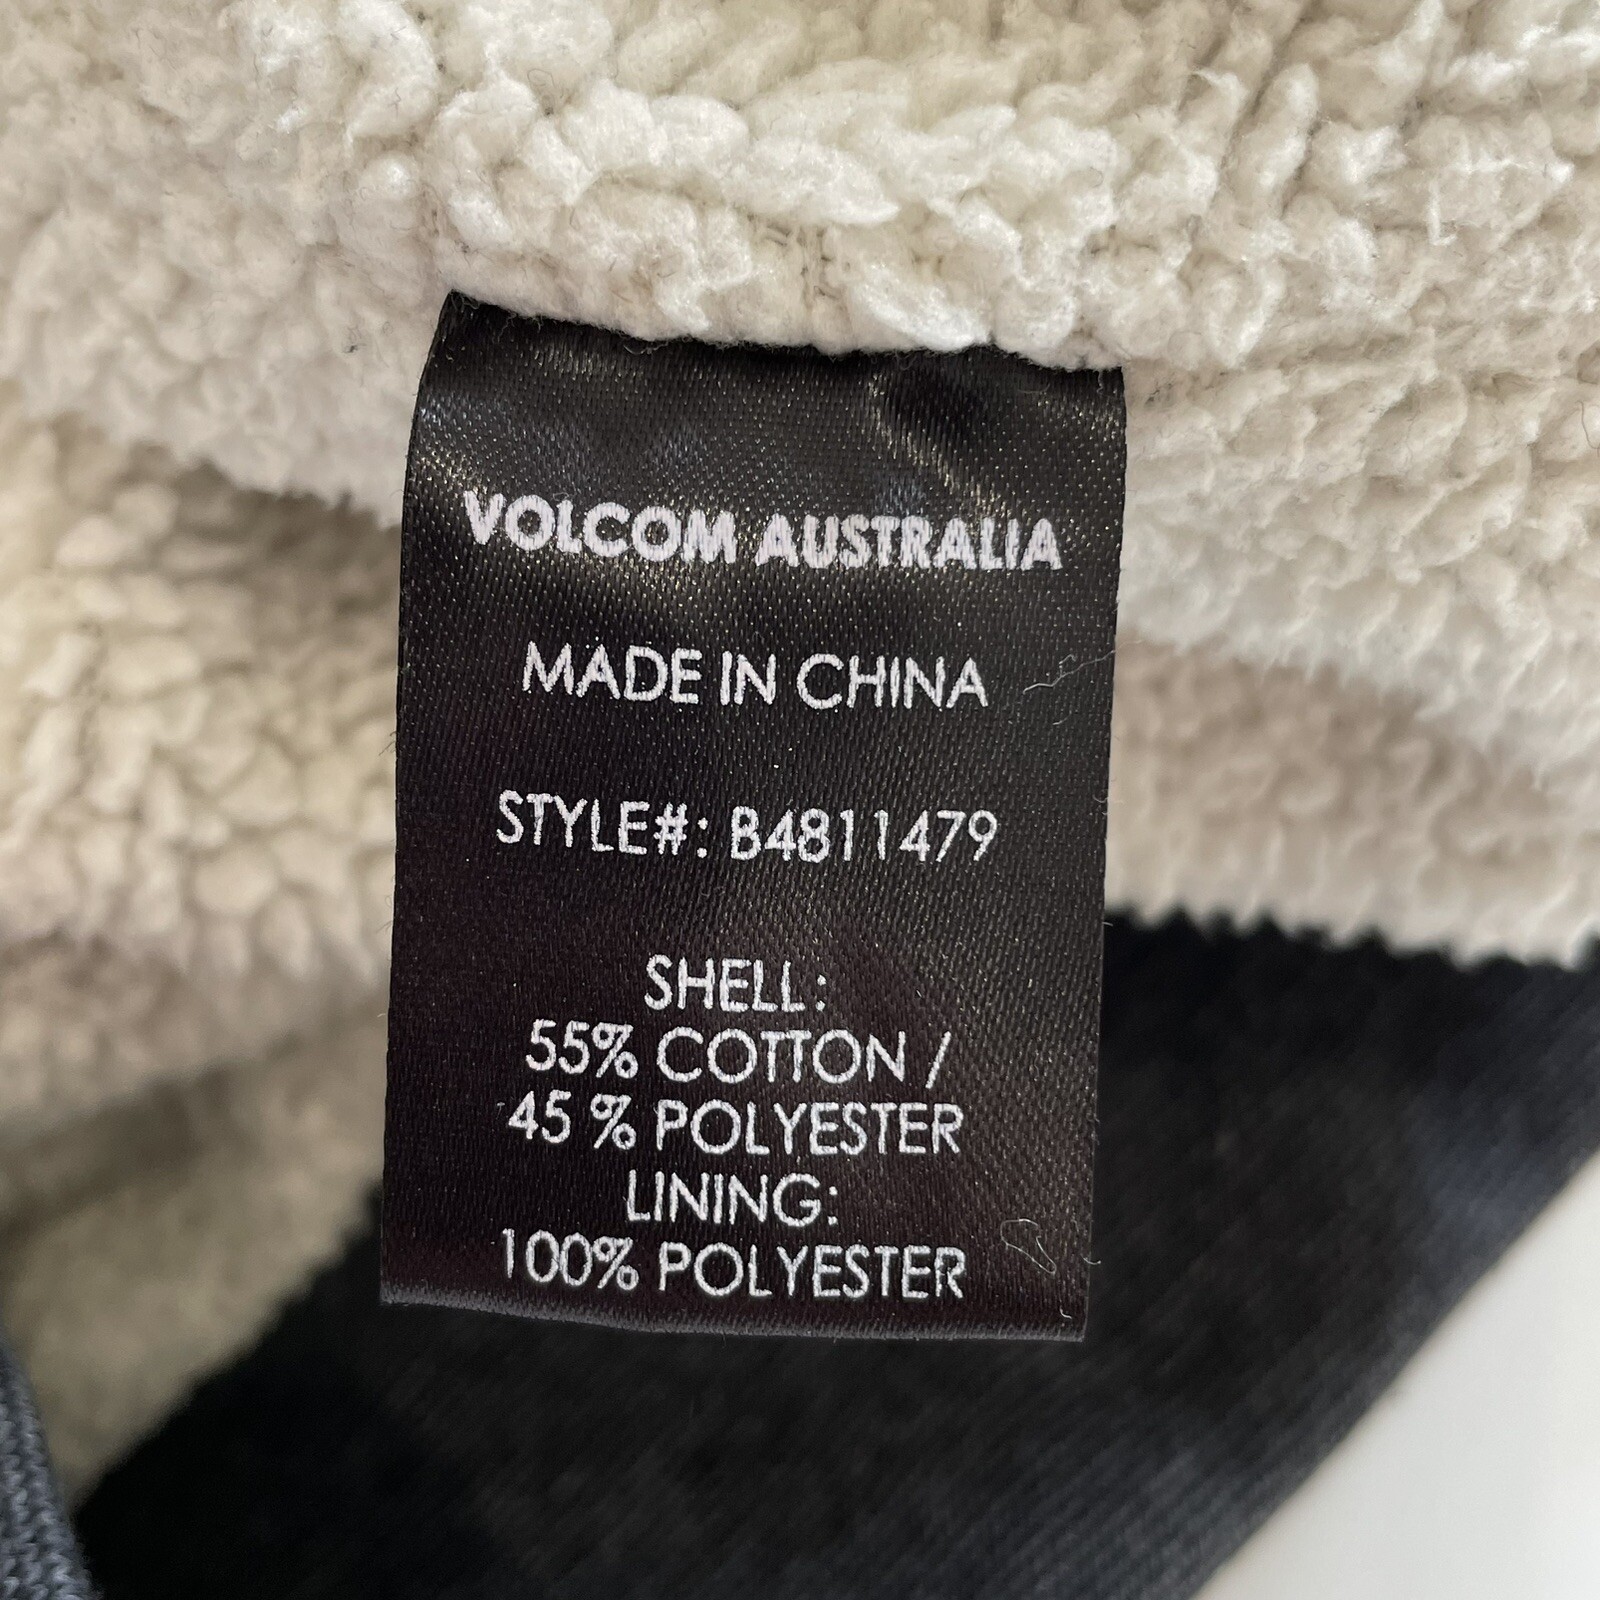 VOLCOM AUSTRALIA
MADE IN CHINA
STYLE#: B4811479
SHELL:
55% COTTON /
45 % POLYESTER
LINING:
100% POLYESTER